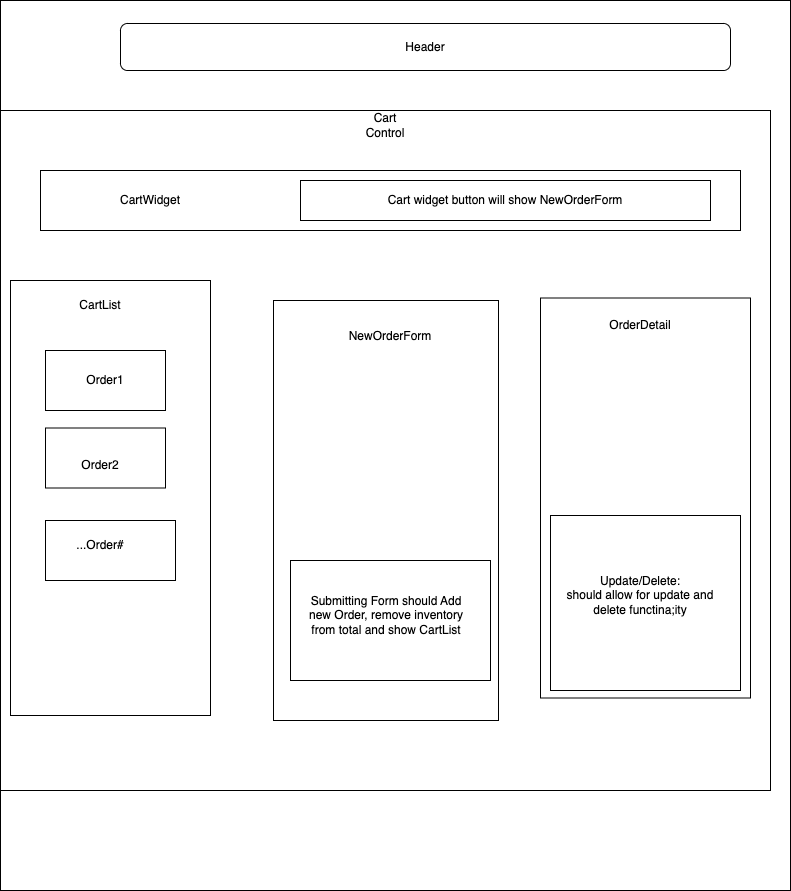 Header
Cart
Control
CartWidget
Cart widget button will show NewOrderForm
CartList
Order1
Order2
...Order#
NewOrderForm
Submitting Form should Add
new Order, remove inventory
from total and show CartList
OrderDetail
Update/Delete:
should allow for update and
delete functina;ity